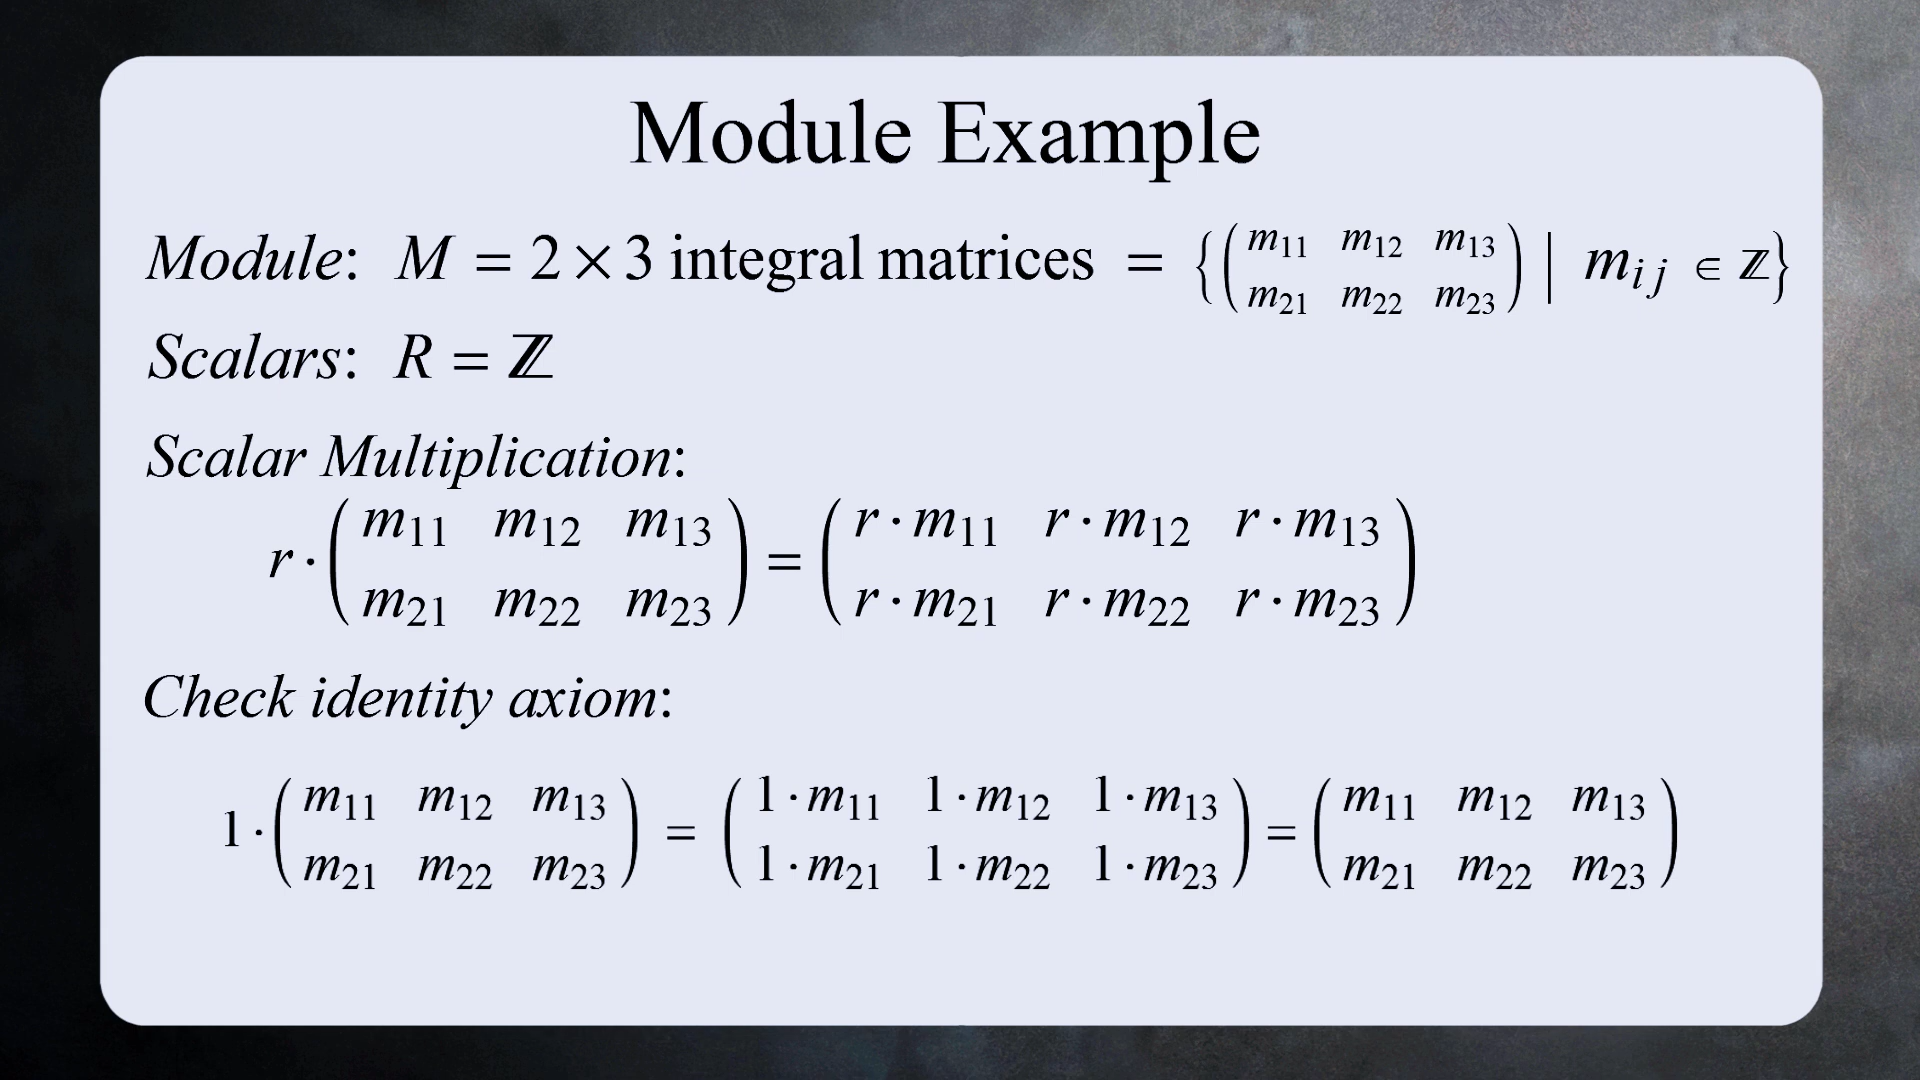 Module Example
Module: M = 2 × 3 integral matrices = {( m11 m12 m13
m21 m22 m23 ) | mij ∈ ℤ}
Scalars: R = ℤ
Scalar Multiplication:
r · ( m11 m12 m13
m21 m22 m23 ) = ( r · m11 r · m12 r · m13
r · m21 r · m22 r · m23 )
Check identity axiom:
1 · ( m11 m12 m13
m21 m22 m23 ) = ( 1 · m11 1 · m12 1 · m13
1 · m21 1 · m22 1 · m23 ) = ( m11 m12 m13
m21 m22 m23 )